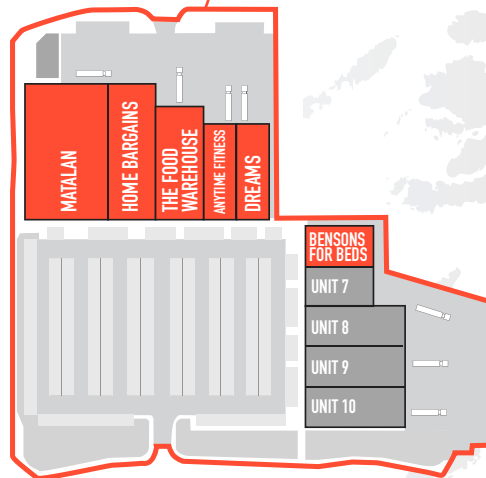 MATALAN
HOME BARGAINS
THE FOOD
WAREHOUSE
ANYTIME FITNESS
DREAMS
BENSONS
FOR BEDS
UNIT 7
UNIT 8
UNIT 9
UNIT 10